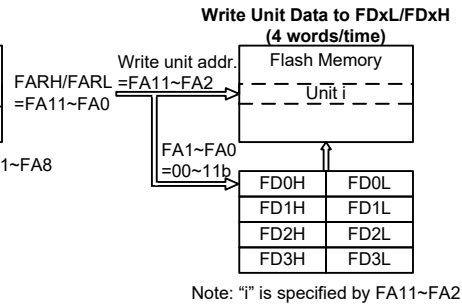 Write Unit Data to FDxL/FDxH
(4 words/time)
Write unit addr.
=FA11~FA2
Flash Memory
Unit i
FARH/FARL
=FA11~FA0
1~FA8
FA1~FA0
=00~11b
FD0H FD0L
FD1H FD1L
FD2H FD2L
FD3H FD3L
Note: “i” is specified by FA11~FA2